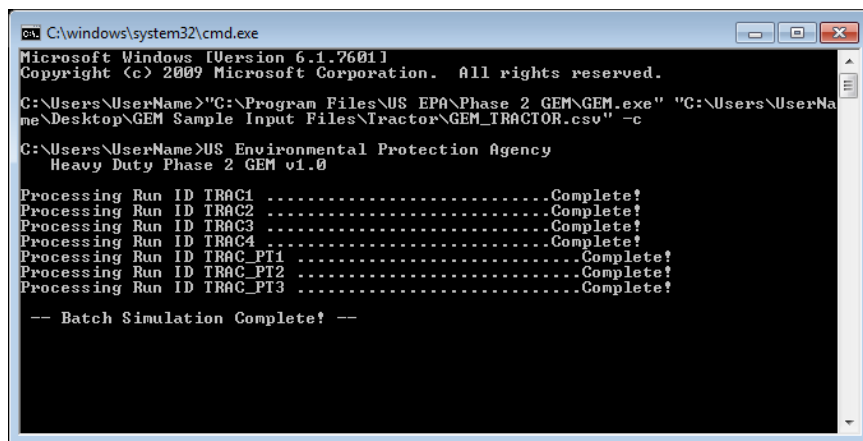 C:\windows\system32\cmd.exe
Microsoft Windows [Version 6.1.7601]
Copyright (c) 2009 Microsoft Corporation.  All rights reserved.
C:\Users\UserName>"C:\Program Files\US EPA\Phase 2 GEM\GEM.exe" "C:\Users\UserNa
me\Desktop\GEM Sample Input Files\Tractor\GEM_TRACTOR.csv" -c
C:\Users\UserName>US Environmental Protection Agency
Heavy Duty Phase 2 GEM v1.0
Processing Run ID TRAC1 ...........................Complete!
Processing Run ID TRAC2 ...........................Complete!
Processing Run ID TRAC3 ...........................Complete!
Processing Run ID TRAC4 ...........................Complete!
Processing Run ID TRAC_PT1 ...........................Complete!
Processing Run ID TRAC_PT2 ...........................Complete!
Processing Run ID TRAC_PT3 ...........................Complete!
-- Batch Simulation Complete! --